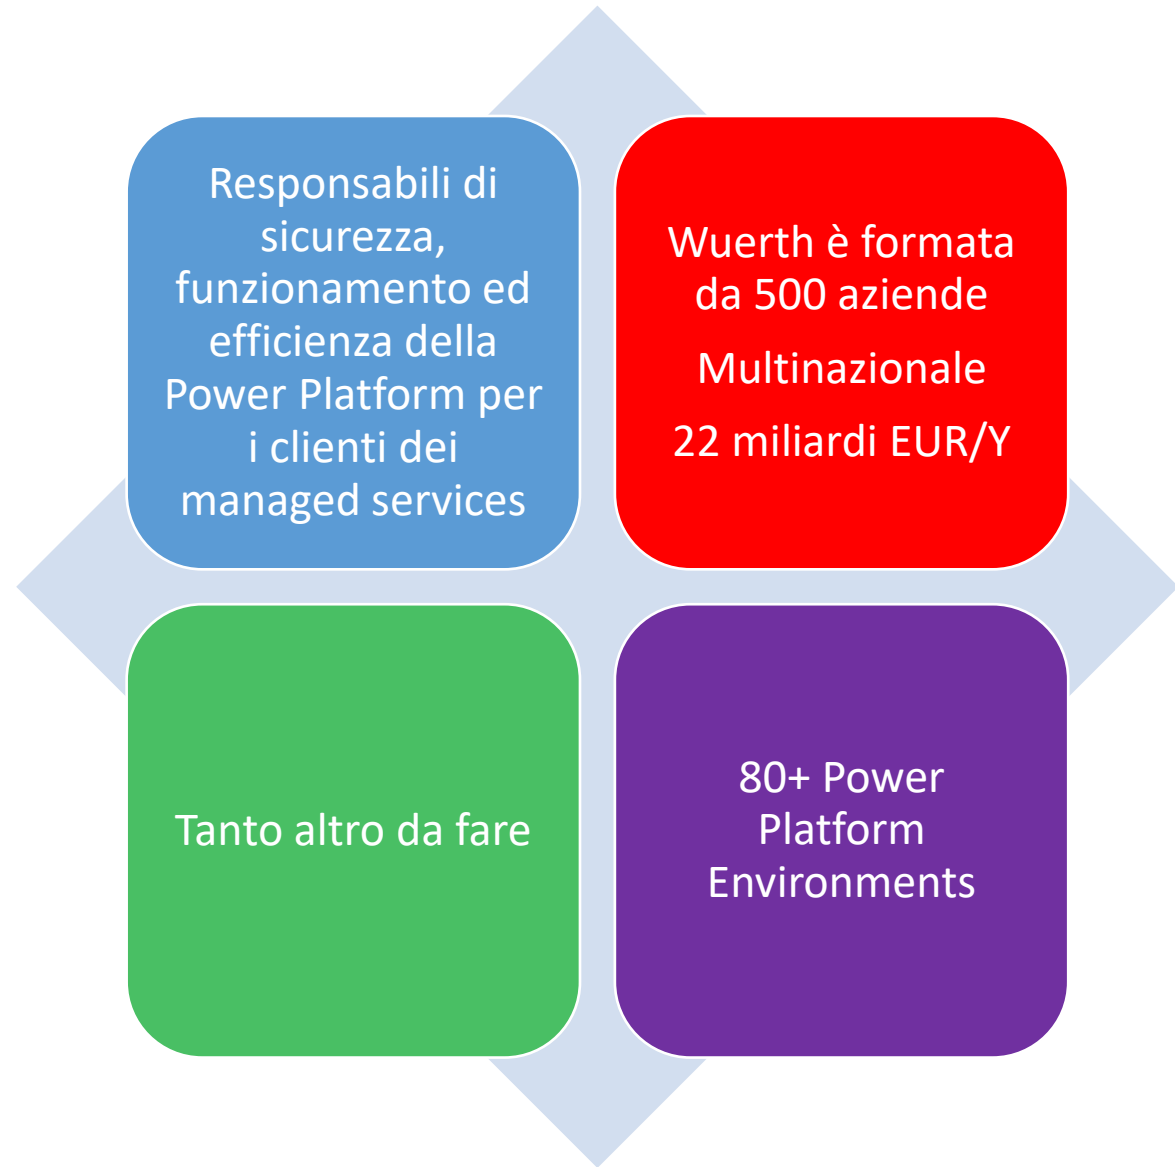 Responsabili di
sicurezza,
funzionamento ed
efficienza della
Power Platform per
i clienti dei
managed services
Wuerth è formata
da 500 aziende
Multinazionale
22 miliardi EUR/Y
Tanto altro da fare
80+ Power
Platform
Environments